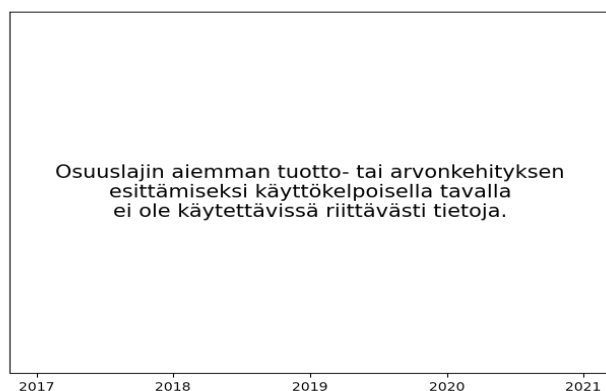 Osuuslajin aiemman tuotto- tai arvonkehityksen
esittämiseksi käyttökelpoisella tavalla
ei ole käytettävissä riittävästi tietoja.
2017 2018 2019 2020 2021